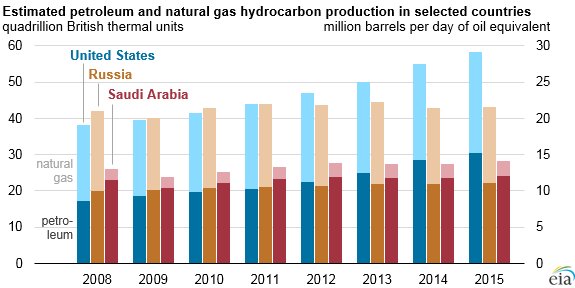 Estimated petroleum and natural gas hydrocarbon production in selected countries
quadrillion British thermal units million barrels per day of oil equivalent
60 30
United States
50 25
Russia
Saudi Arabia
40 20
30 15
natural
gas
20 10
petro-
leum
10 5
0 0
2008 2009 2010 2011 2012 2013 2014 2015
eia